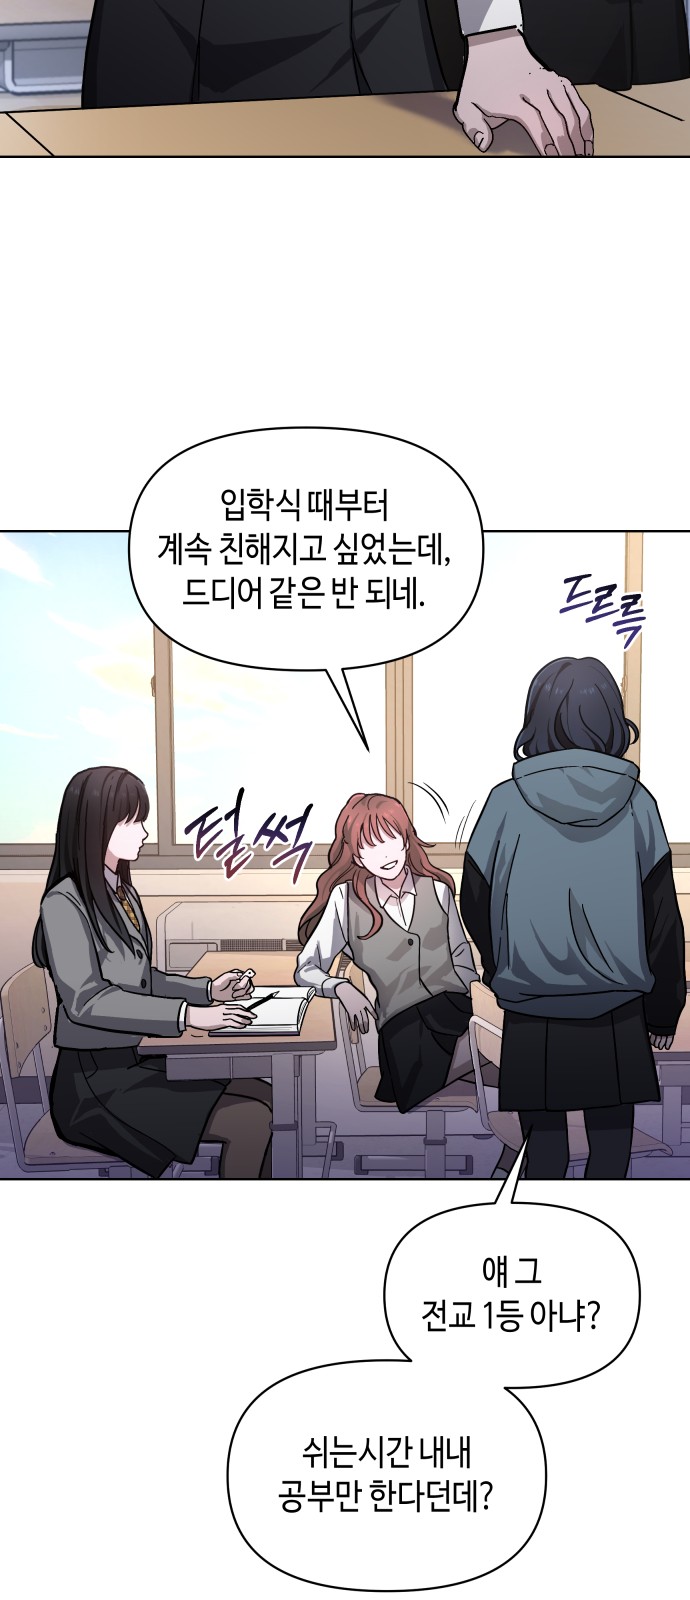 입학식 때부터
계속 친해지고 싶었는데,
드디어 같은 반 되네.
드르륵
털썩
얘 그
전교 1등 아냐?
쉬는시간 내내
공부만 한다던데?